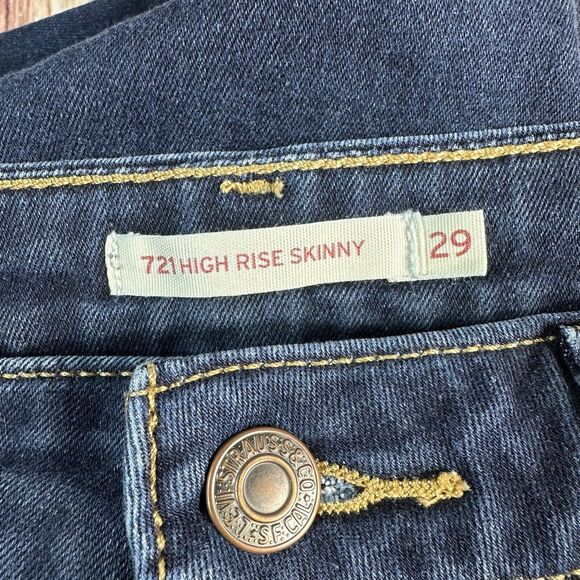 721 HIGH RISE SKINNY
29
LEVI STRAUSS & CO.
S.F. CAL.